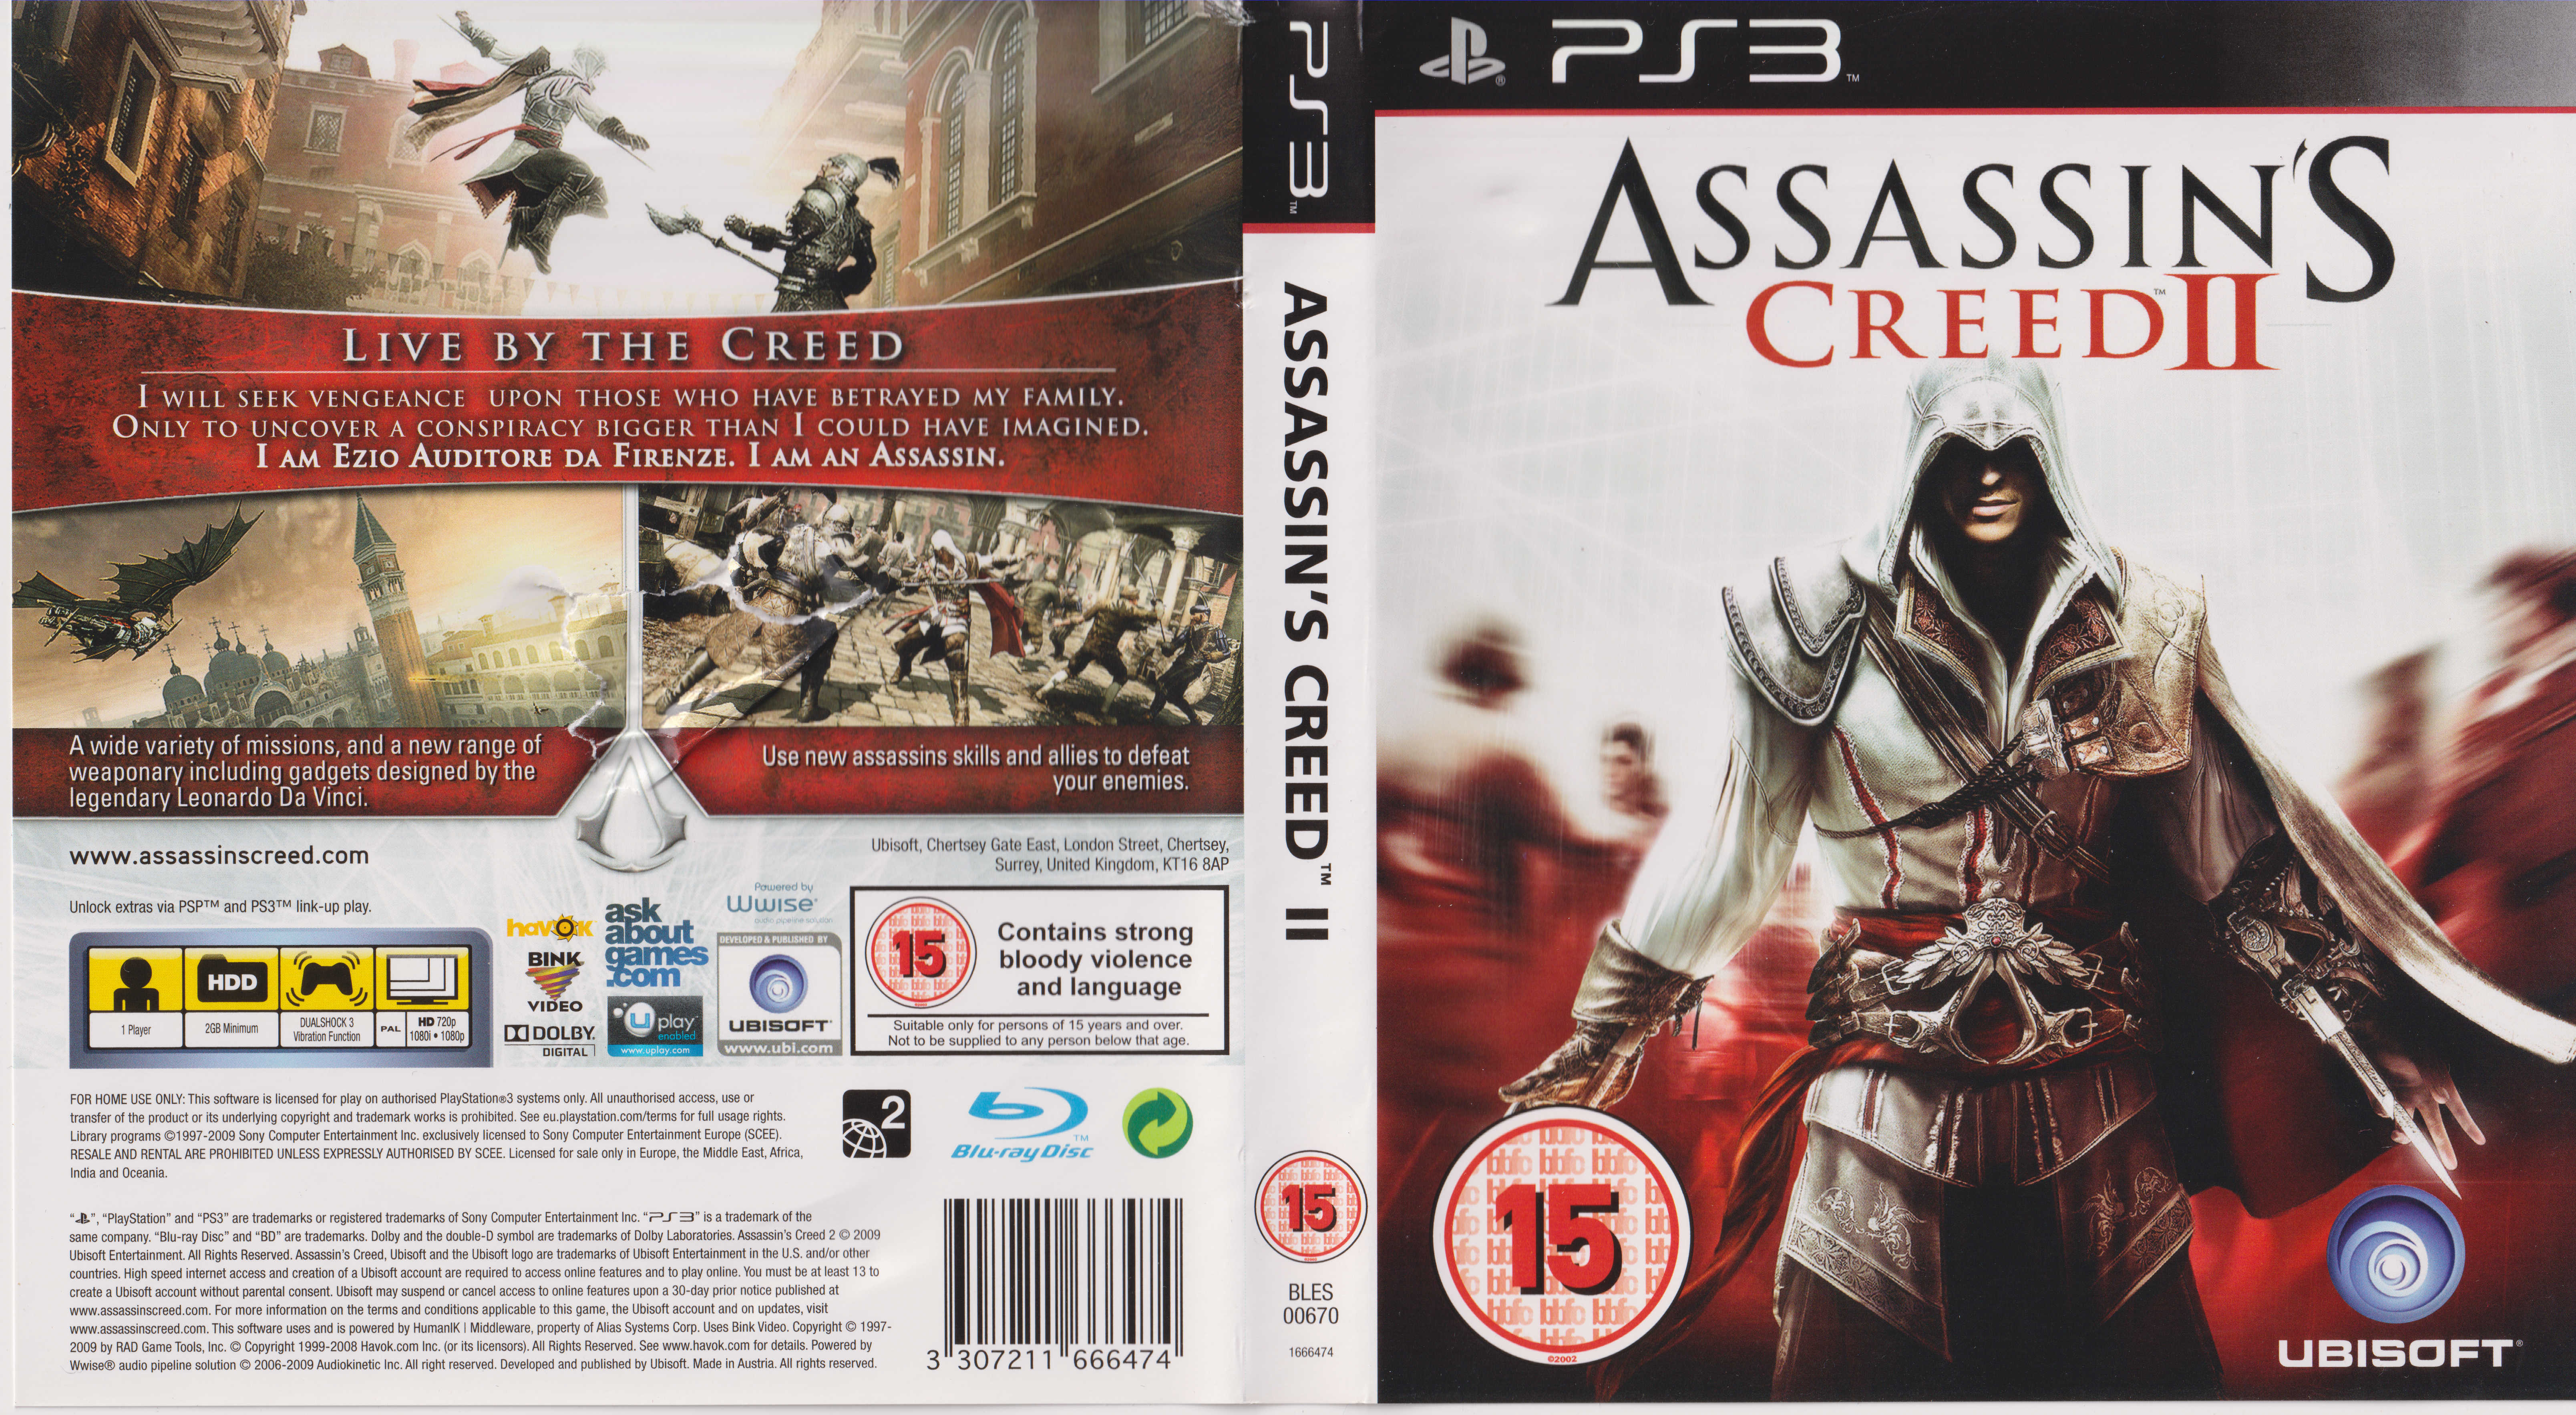 LIVE BY THE CREED
I WILL SEEK VENGEANCE UPON THOSE WHO HAVE BETRAYED MY FAMILY.
ONLY TO UNCOVER A CONSPIRACY BIGGER THAN I COULD HAVE IMAGINED.
I AM EZIO AUDITORE DA FIRENZE. I AM AN ASSASSIN.
A wide variety of missions, and a new range of
weaponary including gadgets designed by the
legendary Leonardo Da Vinci.
Use new assassins skills and allies to defeat
your enemies.
www.assassinscreed.com
Ubisoft, Chertsey Gate East, London Street, Chertsey,
Surrey, United Kingdom, KT16 8AP
Unlock extras via PSP™ and PS3™ link-up play.
HDD
1 Player
2GB Minimum
DUALSHOCK 3
Vibration Function
PAL
HD 720p
1080i • 1080p
havok
BINK
VIDEO
DOLBY.
DIGITAL
ask
about
games
.com
U play™
enabled
www.uplay.com
Powered by
Wwise®
audio pipeline solution
DEVELOPED & PUBLISHED BY
UBISOFT®
www.ubi.com
15
Contains strong
bloody violence
and language
Suitable only for persons of 15 years and over.
Not to be supplied to any person below that age.
FOR HOME USE ONLY: This software is licensed for play on authorised PlayStation®3 systems only. All unauthorised access, use or
transfer of the product or its underlying copyright and trademark works is prohibited. See eu.playstation.com/terms for full usage rights.
Library programs ©1997-2009 Sony Computer Entertainment Inc. exclusively licensed to Sony Computer Entertainment Europe (SCEE).
RESALE AND RENTAL ARE PROHIBITED UNLESS EXPRESSLY AUTHORISED BY SCEE. Licensed for sale only in Europe, the Middle East, Africa,
India and Oceania.
2
Blu-ray Disc™
"PS", "PlayStation" and "PS3" are trademarks or registered trademarks of Sony Computer Entertainment Inc. "PS3" is a trademark of the
same company. "Blu-ray Disc" and "BD" are trademarks. Dolby and the double-D symbol are trademarks of Dolby Laboratories. Assassin's Creed 2 © 2009
Ubisoft Entertainment. All Rights Reserved. Assassin's Creed, Ubisoft and the Ubisoft logo are trademarks of Ubisoft Entertainment in the U.S. and/or other
countries. High speed internet access and creation of a Ubisoft account are required to access online features and to play online. You must be at least 13 to
create a Ubisoft account without parental consent. Ubisoft may suspend or cancel access to online features upon a 30-day prior notice published at
www.assassinscreed.com. For more information on the terms and conditions applicable to this game, the Ubisoft account and on updates, visit
www.assassinscreed.com. This software uses and is powered by HumanIK | Middleware, property of Alias Systems Corp. Uses Bink Video. Copyright © 1997-
2009 by RAD Game Tools, Inc. © Copyright 1999-2008 Havok.com Inc. (or its licensors). All Rights Reserved. See www.havok.com for details. Powered by
Wwise® audio pipeline solution © 2006-2009 Audiokinetic Inc. All right reserved. Developed and published by Ubisoft. Made in Austria. All rights reserved.
3 307211 666474
PS3™
ASSASSIN'S CREED™ II
15
BLES
00670
1666474
PS3™
ASSASSIN'S
CREED™ II
bbfc
15
©2002
UBISOFT®